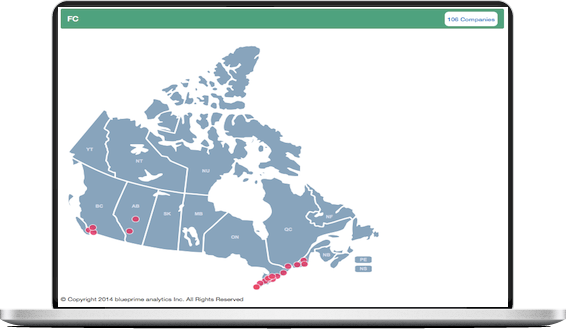 FC
106 Companies
YT
NT
NU
BC
AB
SK
MB
ON
QC
NF
NB
PE
NS
© Copyright 2014 blueprime analytics Inc. All Rights Reserved